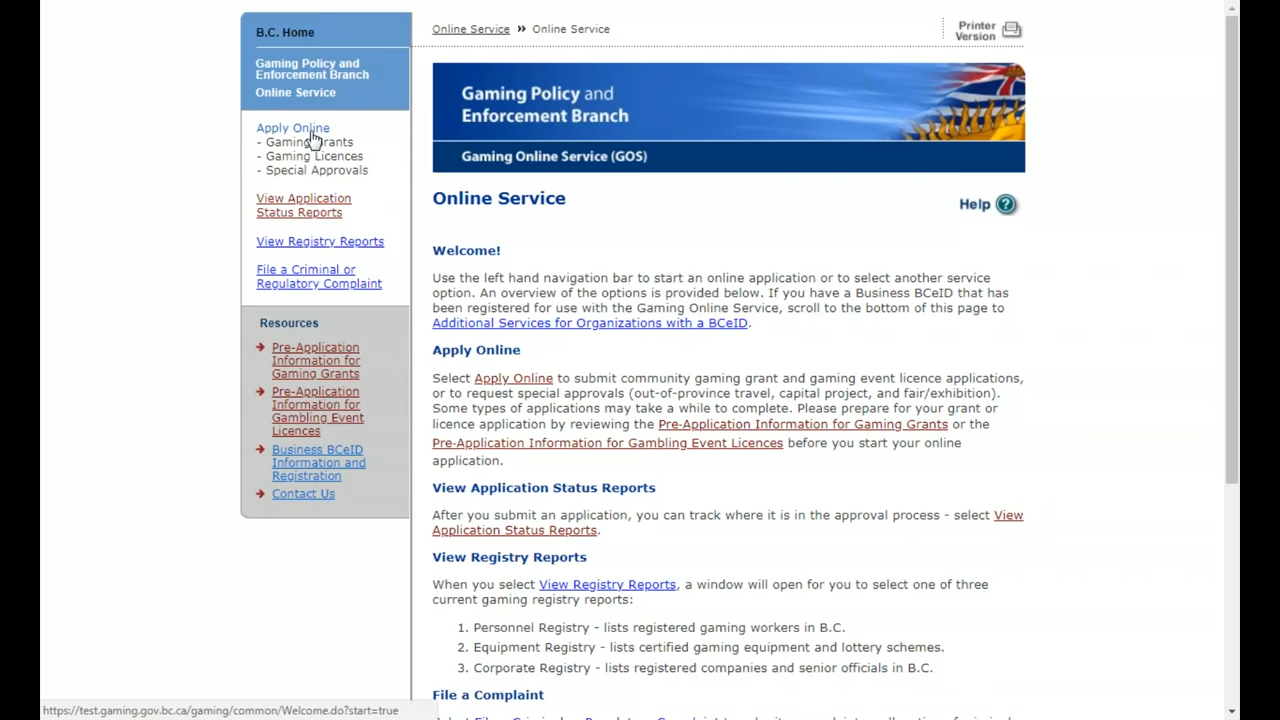 B.C. Home
Gaming Policy and
Enforcement Branch
Online Service
Apply Online
- Gaming Grants
- Gaming Licences
- Special Approvals
View Application
Status Reports
View Registry Reports
File a Criminal or
Regulatory Complaint
Resources
Pre-Application
Information for
Gaming Grants
Pre-Application
Information for
Gambling Event
Licences
Business BCeID
Information and
Registration
Contact Us
Online Service » Online Service
Printer
Version
Gaming Policy and
Enforcement Branch
Gaming Online Service (GOS)
Online Service
Help ?
Welcome!
Use the left hand navigation bar to start an online application or to select another service
option. An overview of the options is provided below. If you have a Business BCeID that has
been registered for use with the Gaming Online Service, scroll to the bottom of this page to
Additional Services for Organizations with a BCeID.
Apply Online
Select Apply Online to submit community gaming grant and gaming event licence applications,
or to request special approvals (out-of-province travel, capital project, and fair/exhibition).
Some types of applications may take a while to complete. Please prepare for your grant or
licence application by reviewing the Pre-Application Information for Gaming Grants or the
Pre-Application Information for Gambling Event Licences before you start your online
application.
View Application Status Reports
After you submit an application, you can track where it is in the approval process - select View
Application Status Reports.
View Registry Reports
When you select View Registry Reports, a window will open for you to select one of three
current gaming registry reports:
1. Personnel Registry - lists registered gaming workers in B.C.
2. Equipment Registry - lists certified gaming equipment and lottery schemes.
3. Corporate Registry - lists registered companies and senior officials in B.C.
File a Complaint
https://test.gaming.gov.bc.ca/gaming/common/Welcome.do?start=true